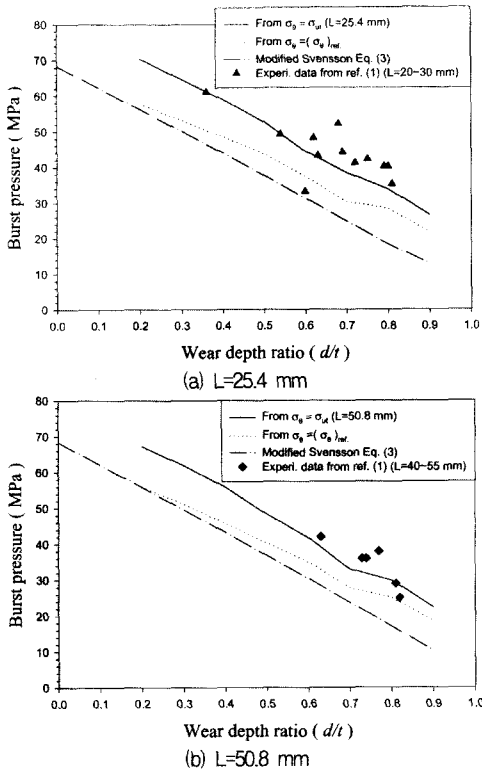 From σₑ = σᵤₜ (L=25.4 mm)
From σₑ =( σₑ )ref.
Modified Svensson Eq. (3)
Experi. data from ref. (1) (L=20~30 mm)
80
70
60
50
40
30
20
10
0
Burst pressure ( MPa )
0.0 0.1 0.2 0.3 0.4 0.5 0.6 0.7 0.8 0.9 1.0
Wear depth ratio ( d/t )
(a) L=25.4 mm
From σₑ = σᵤₜ (L=50.8 mm)
From σₑ =( σₑ )ref.
Modified Svensson Eq. (3)
Experi. data from ref. (1) (L=40~55 mm)
80
70
60
50
40
30
20
10
0
Burst pressure ( MPa )
0.0 0.1 0.2 0.3 0.4 0.5 0.6 0.7 0.8 0.9 1.0
Wear depth ratio ( d/t )
(b) L=50.8 mm